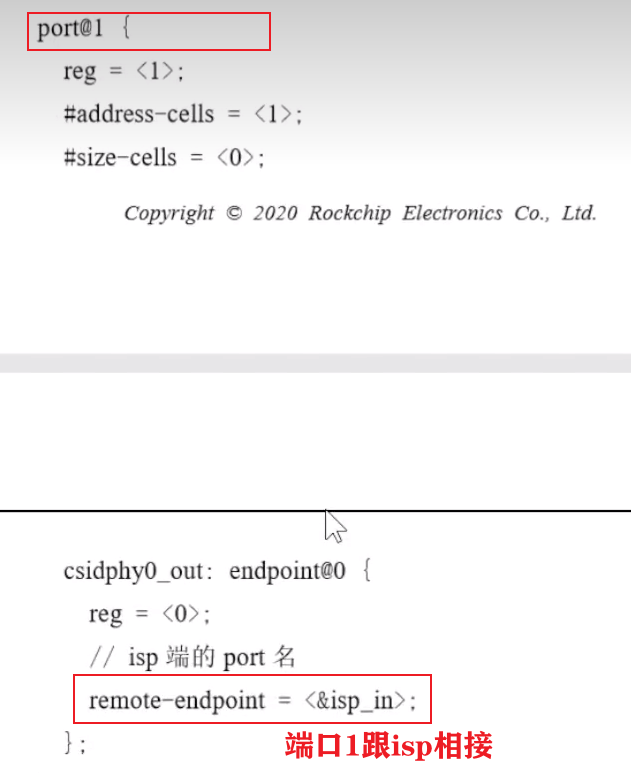 port@1 {
reg = <1>;
#address-cells = <1>;
#size-cells = <0>;
Copyright © 2020 Rockchip Electronics Co., Ltd.
csidphy0_out: endpoint@0 {
reg = <0>;
// isp 端的 port 名
remote-endpoint = <&isp_in>;
};
端口1跟isp相接